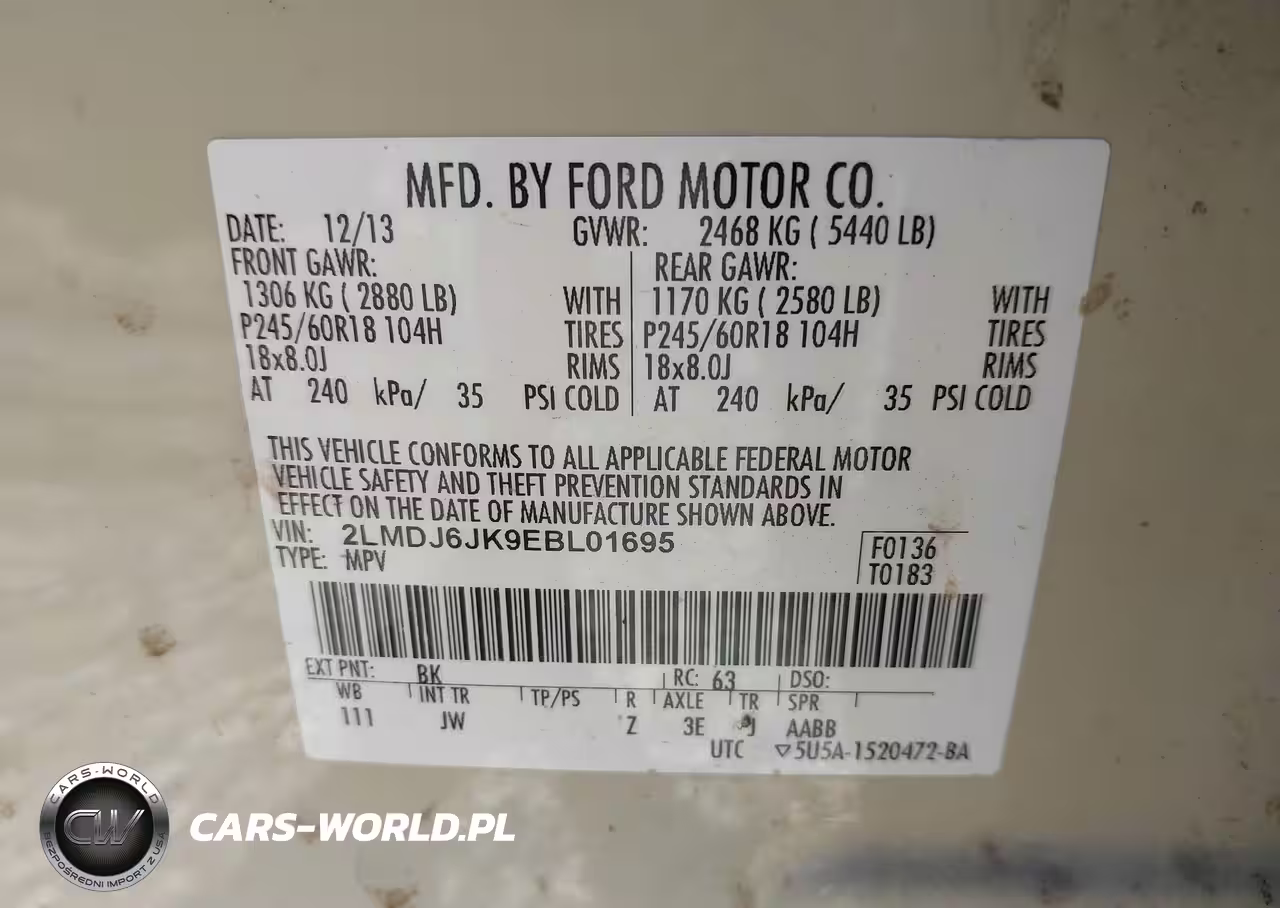 MFD. BY FORD MOTOR CO.
DATE: 12/13 GVWR: 2468 KG ( 5440 LB)
FRONT GAWR: REAR GAWR:
1306 KG ( 2880 LB) WITH 1170 KG ( 2580 LB) WITH
P245/60R18 104H TIRES P245/60R18 104H TIRES
18x8.0J RIMS 18x8.0J RIMS
AT 240 kPa/ 35 PSI COLD AT 240 kPa/ 35 PSI COLD
THIS VEHICLE CONFORMS TO ALL APPLICABLE FEDERAL MOTOR
VEHICLE SAFETY AND THEFT PREVENTION STANDARDS IN
EFFECT ON THE DATE OF MANUFACTURE SHOWN ABOVE.
VIN: 2LMDJ6JK9EBL01695
F0136
TYPE: MPV
T0183
EXT PNT: BK RC: 63 DSO:
WB INT TR TP/PS R AXLE TR SPR
111 JW Z 3E J AABB
UTC ▽5U5A-1520472-BA
CARS-WORLD
CW
BEZPOŚREDNI IMPORT Z USA
CARS-WORLD.PL